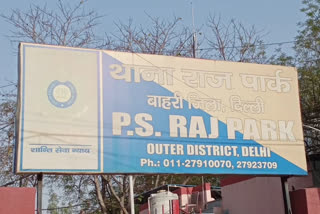 थाना राज पार्क
बाहरी जिला, दिल्ली
P.S. RAJ PARK
OUTER DISTRICT, DELHI
शान्ति सेवा न्याय
Ph.: 011-27910070, 27923709